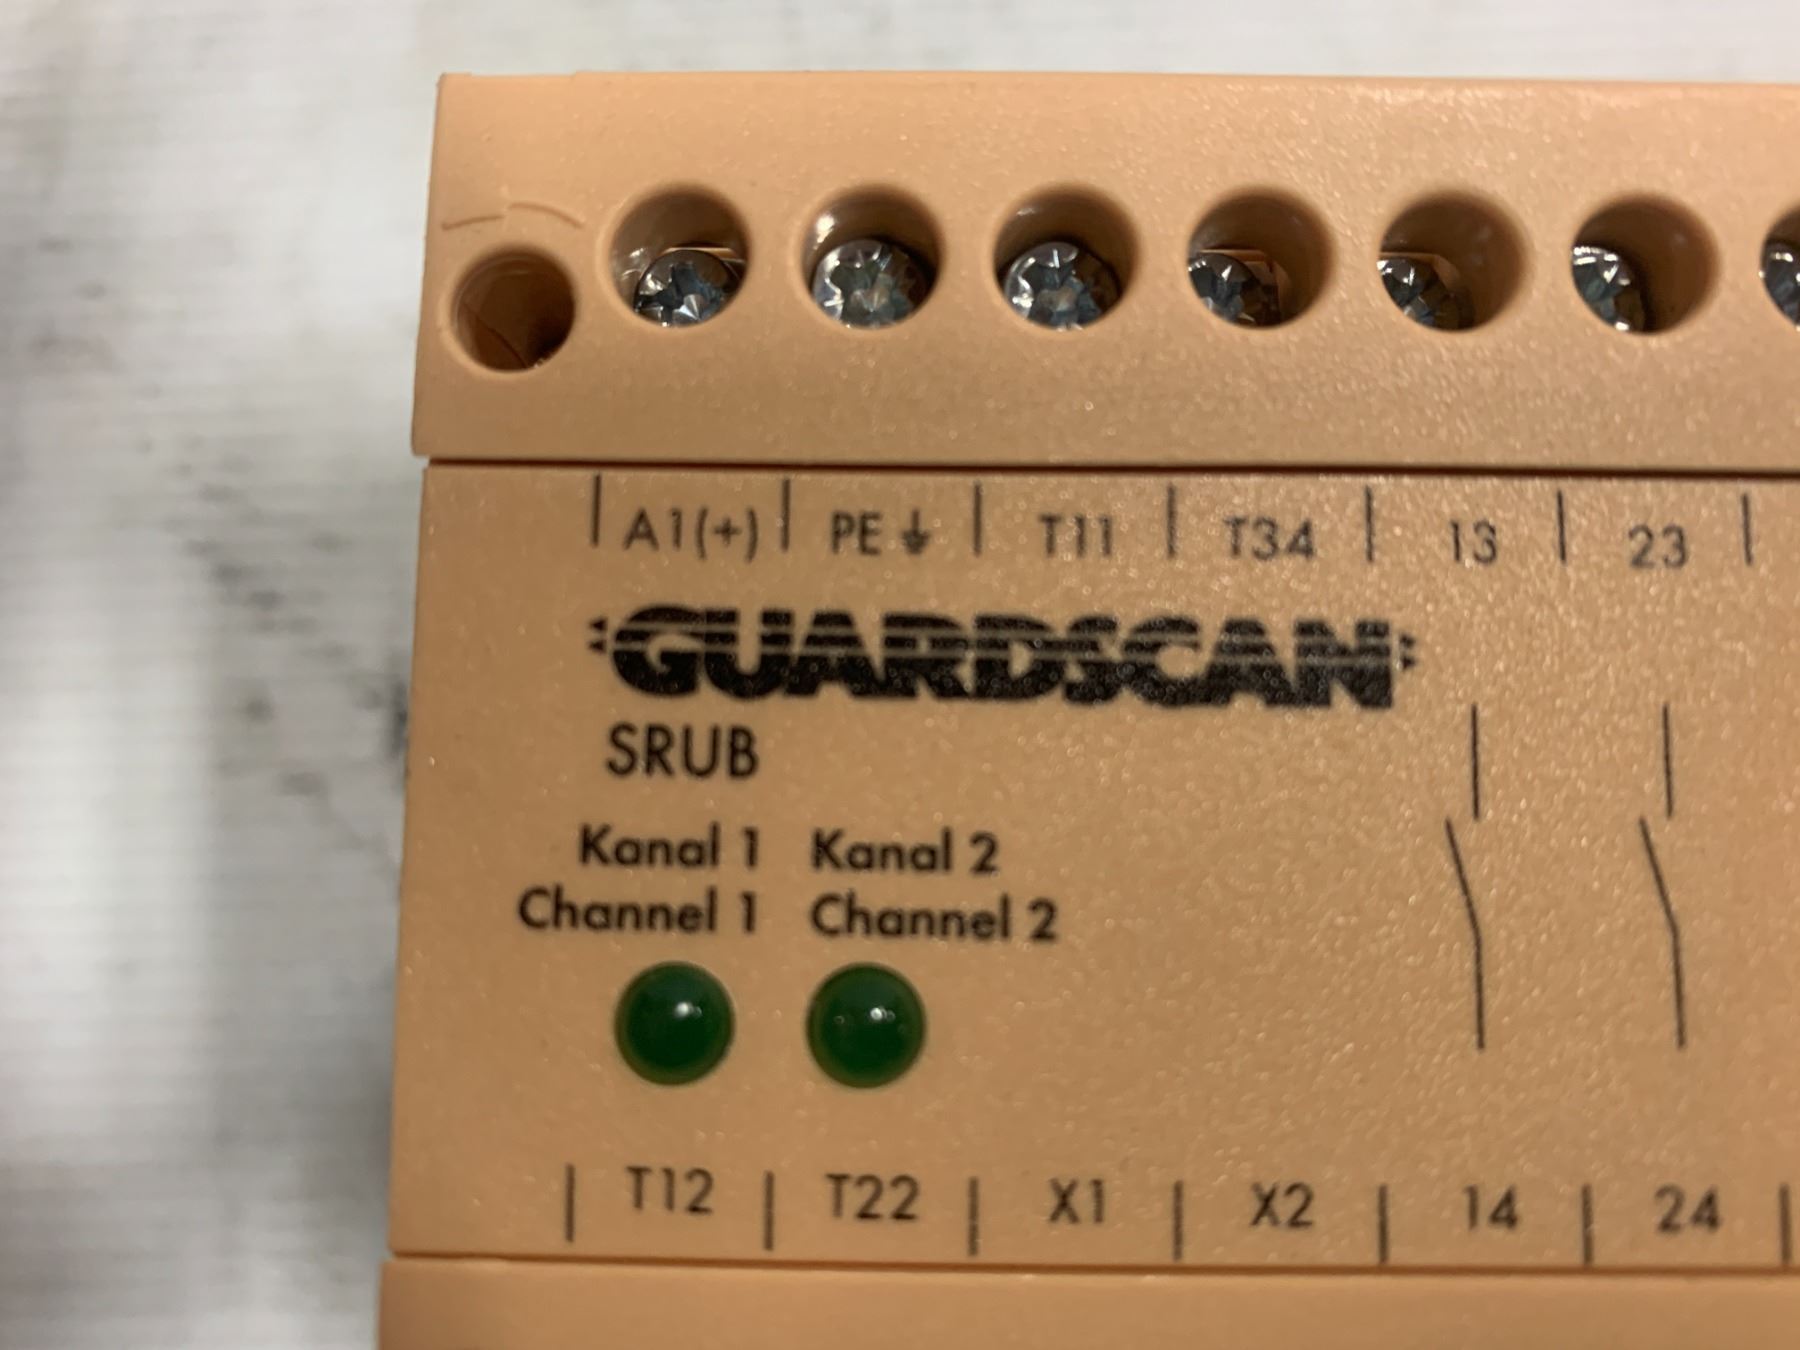 A1(+) PE T11 T34 13 23
GUARDSCAN
SRUB
Kanal 1 Kanal 2
Channel 1 Channel 2
T12 T22 X1 X2 14 24